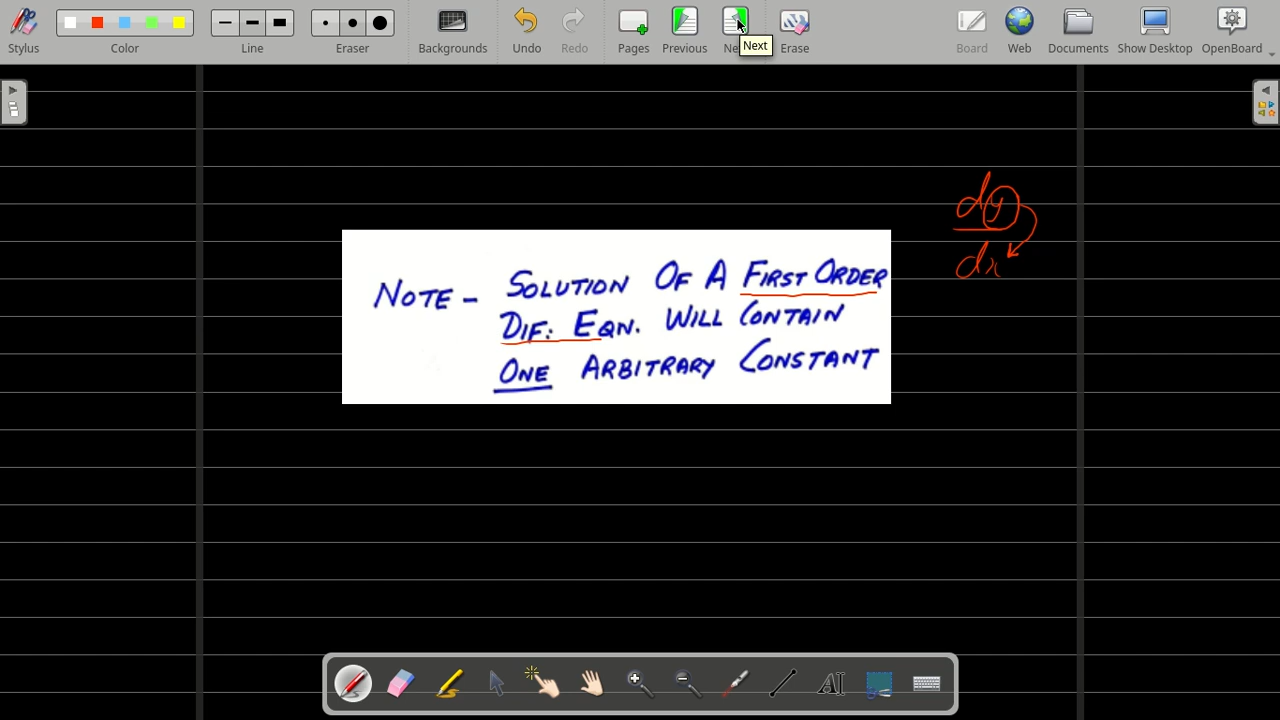 Stylus
Color
Line
Eraser
Backgrounds
Undo
Redo
Pages
Previous
Next
Erase
Board
Web
Documents
Show Desktop
OpenBoard
dy
dx
NOTE - SOLUTION OF A FIRST ORDER
DIF: EQN. WILL CONTAIN
ONE ARBITRARY CONSTANT
AI